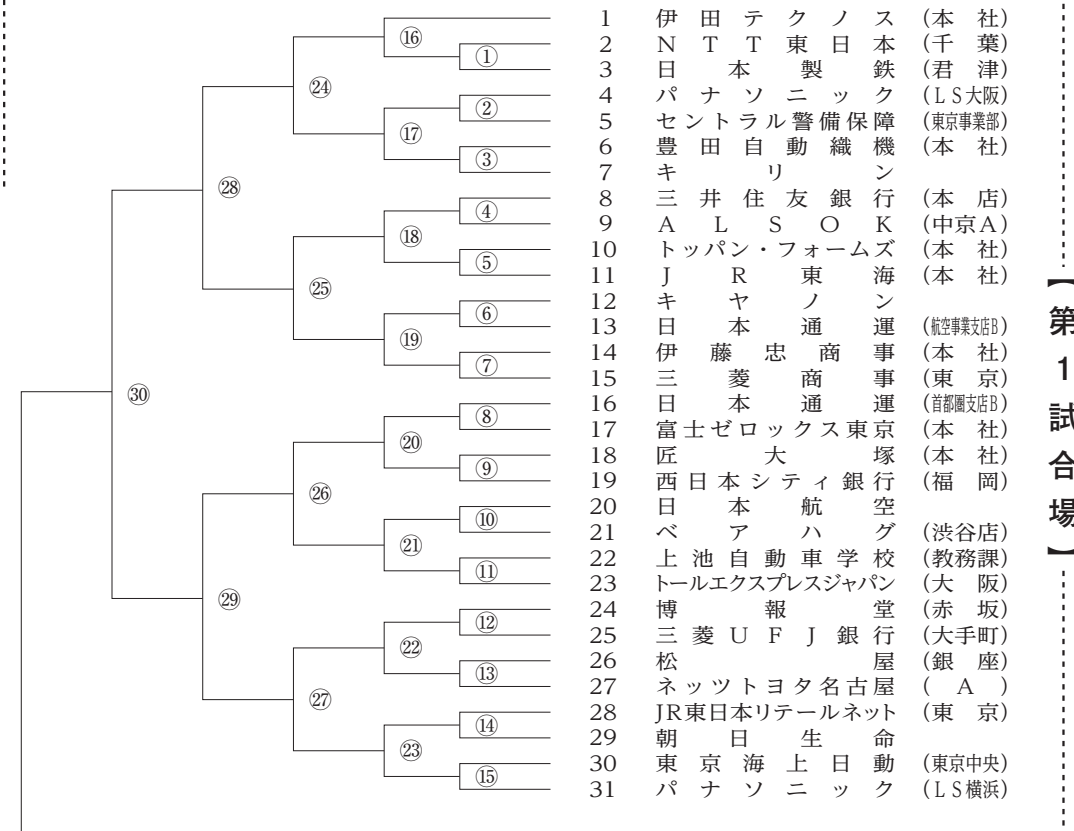 1 伊田テクノス (本社)
2 NTT東日本 (千葉)
3 日本製鉄 (君津)
4 パナソニック (LS大阪)
5 セントラル警備保障 (東京事業部)
6 豊田自動織機 (本社)
7 キリン
8 三井住友銀行 (本店)
9 ALSOK (中京A)
10 トッパン・フォームズ (本社)
11 JR東海 (本社)
12 キヤノン
13 日本通運 (航空事業支店B)
14 伊藤忠商事 (本社)
15 三菱商事 (東京)
16 日本通運 (首都圏支店B)
17 富士ゼロックス東京 (本社)
18 匠大塚 (本社)
19 西日本シティ銀行 (福岡)
20 日本航空
21 ベアハグ (渋谷店)
22 上池自動車学校 (教務課)
23 トールエクスプレスジャパン (大阪)
24 博報堂 (赤坂)
25 三菱UFJ銀行 (大手町)
26 松屋 (銀座)
27 ネッツトヨタ名古屋 (A)
28 JR東日本リテールネット (東京)
29 朝日生命
30 東京海上日動 (東京中央)
31 パナソニック (LS横浜)
①
②
③
④
⑤
⑥
⑦
⑧
⑨
⑩
⑪
⑫
⑬
⑭
⑮
⑯
⑰
⑱
⑲
⑳
㉑
㉒
㉓
㉔
㉕
㉖
㉗
㉘
㉙
㉚
【第1試合場】